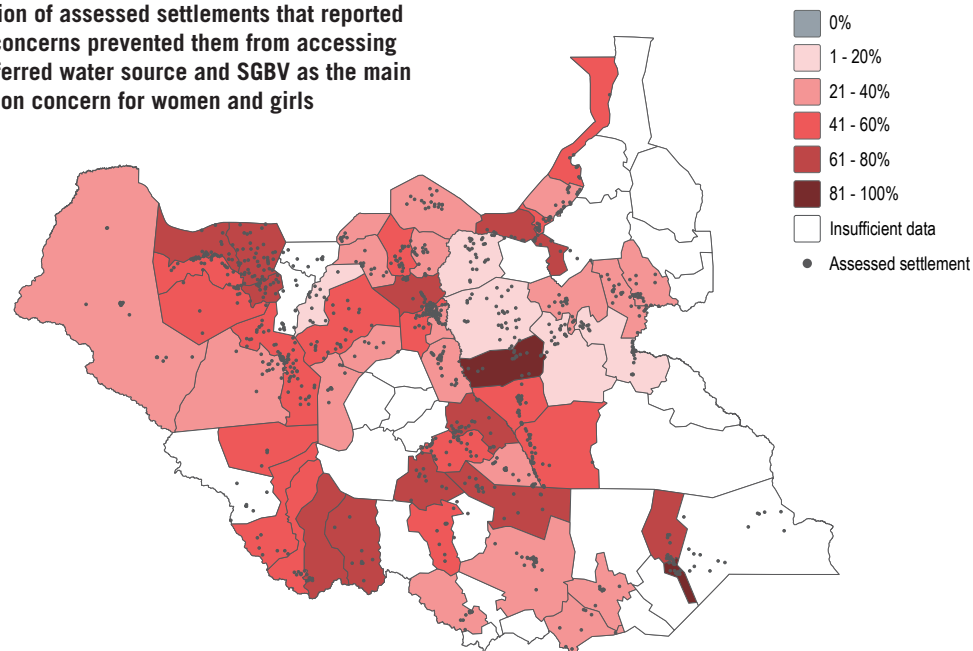 ion of assessed settlements that reported
concerns prevented them from accessing
ferred water source and SGBV as the main
on concern for women and girls
0%
1 - 20%
21 - 40%
41 - 60%
61 - 80%
81 - 100%
Insufficient data
Assessed settlement